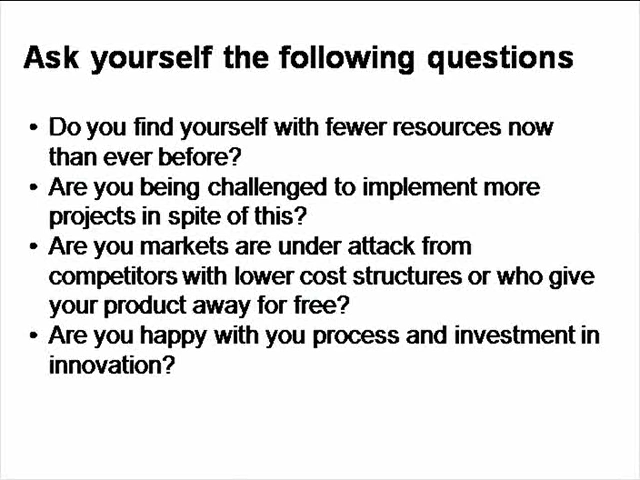 Ask yourself the following questions
• Do you find yourself with fewer resources now
than ever before?
• Are you being challenged to implement more
projects in spite of this?
• Are you markets are under attack from
competitors with lower cost structures or who give
your product away for free?
• Are you happy with you process and investment in
innovation?